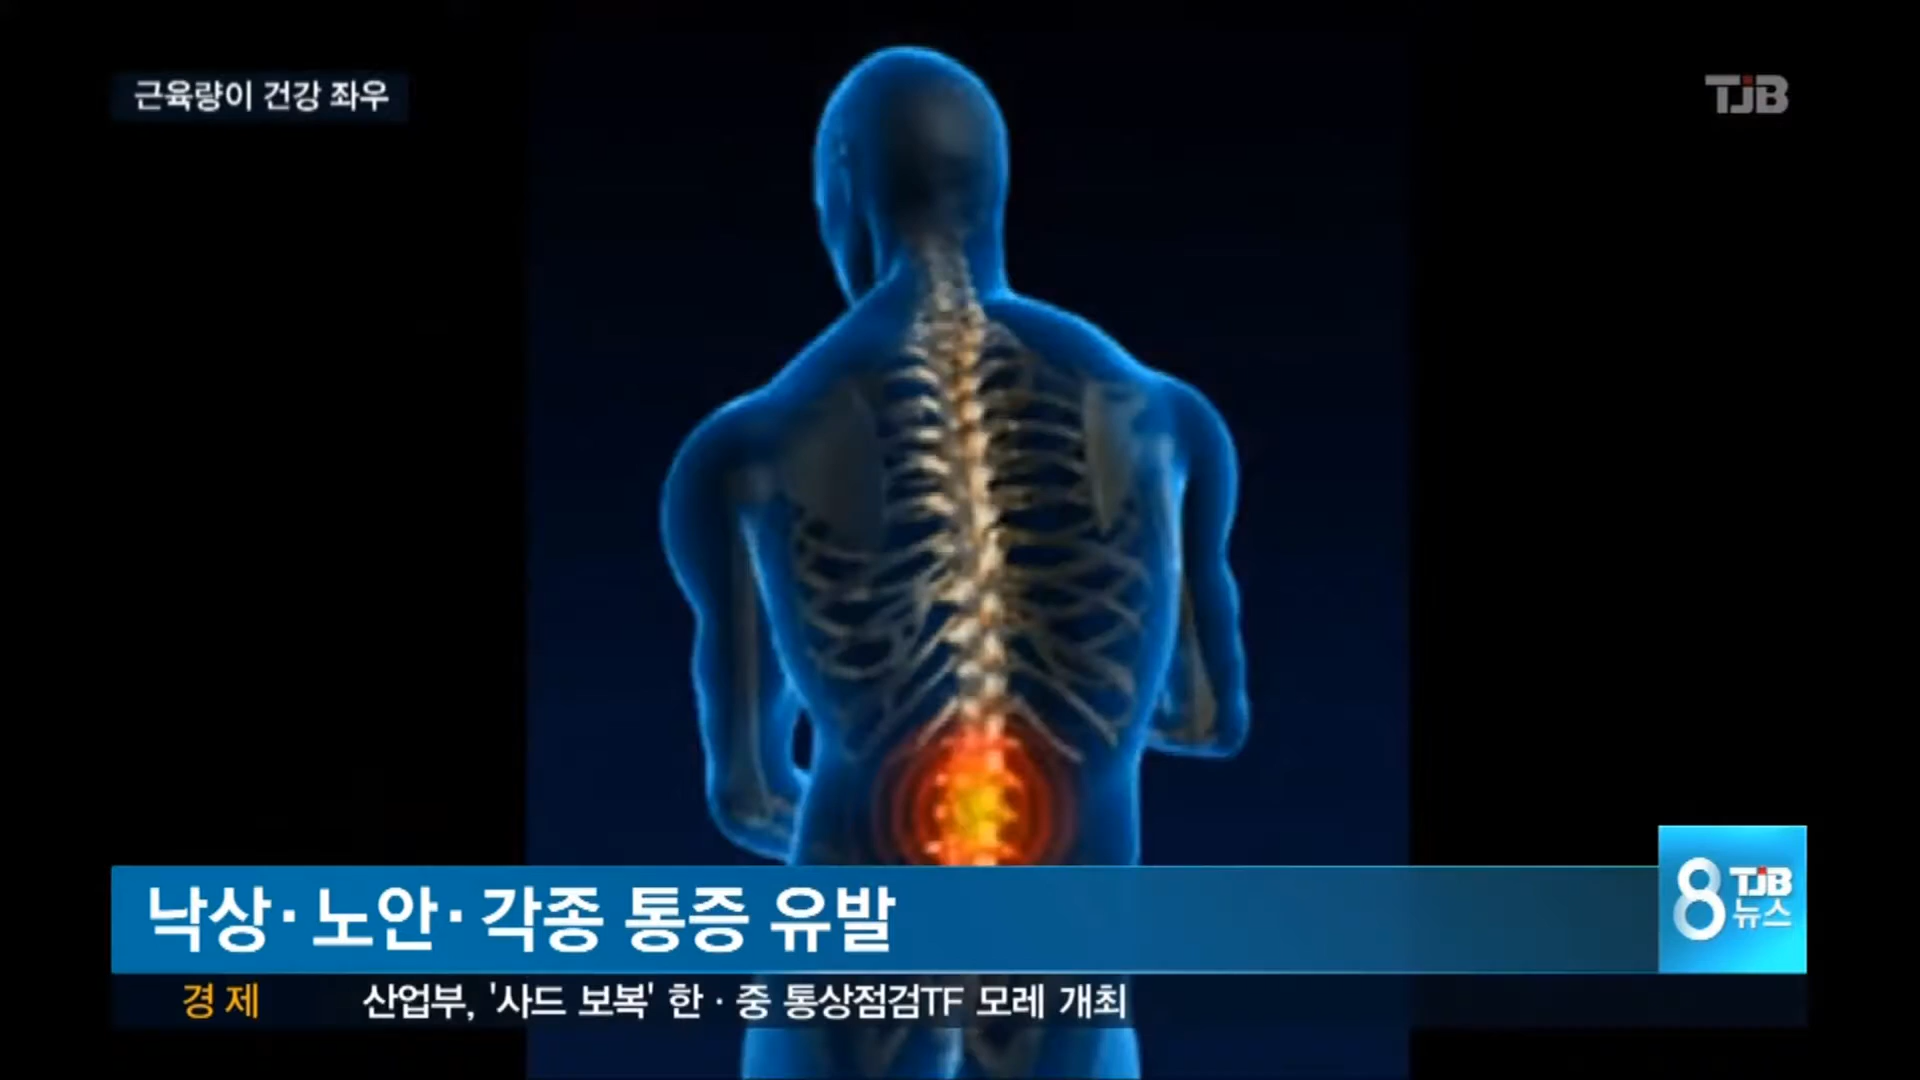 근육량이 건강 좌우
TJB
낙상·노안·각종 통증 유발
8 TJB 뉴스
경제 산업부, '사드 보복' 한·중 통상점검TF 모레 개최